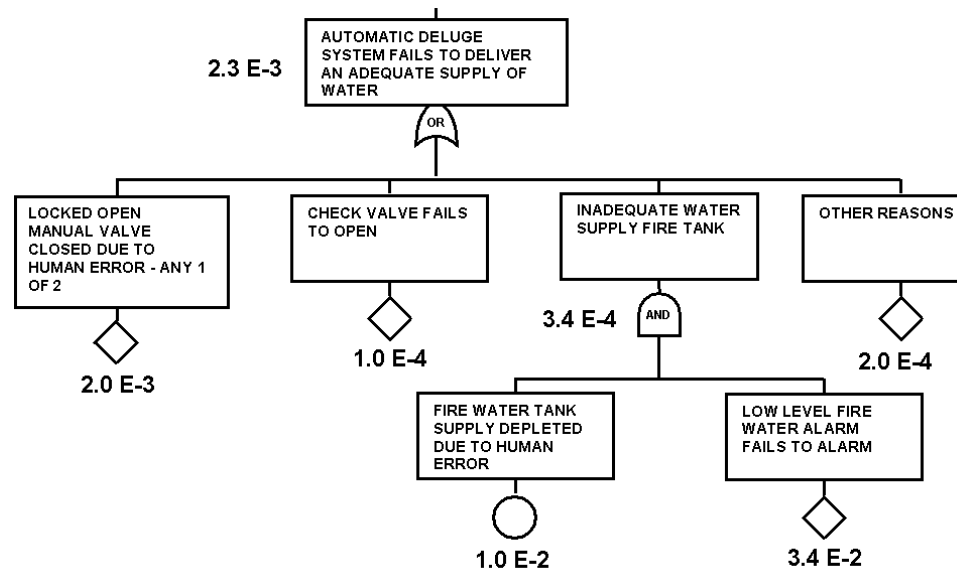 AUTOMATIC DELUGE
SYSTEM FAILS TO DELIVER
AN ADEQUATE SUPPLY OF
WATER
2.3 E-3
OR
LOCKED OPEN
MANUAL VALVE
CLOSED DUE TO
HUMAN ERROR - ANY 1
OF 2
2.0 E-3
CHECK VALVE FAILS
TO OPEN
1.0 E-4
INADEQUATE WATER
SUPPLY FIRE TANK
3.4 E-4
AND
OTHER REASONS
2.0 E-4
FIRE WATER TANK
SUPPLY DEPLETED
DUE TO HUMAN
ERROR
1.0 E-2
LOW LEVEL FIRE
WATER ALARM
FAILS TO ALARM
3.4 E-2